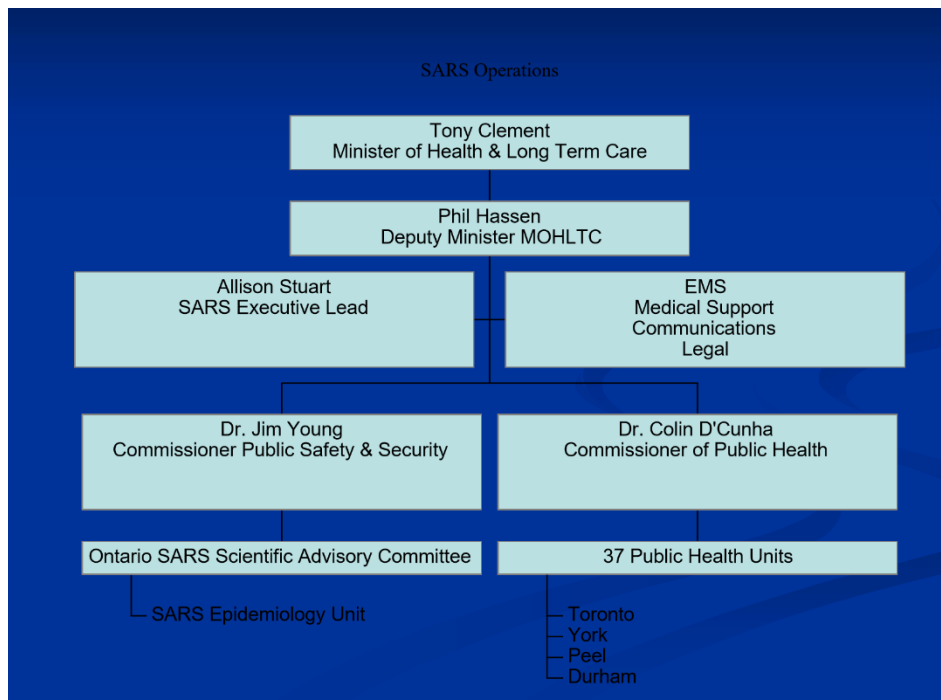 SARS Operations
Tony Clement
Minister of Health & Long Term Care
Phil Hassen
Deputy Minister MOHLTC
Allison Stuart
SARS Executive Lead
EMS
Medical Support
Communications
Legal
Dr. Jim Young
Commissioner Public Safety & Security
Dr. Colin D'Cunha
Commissioner of Public Health
Ontario SARS Scientific Advisory Committee
SARS Epidemiology Unit
37 Public Health Units
Toronto
York
Peel
Durham